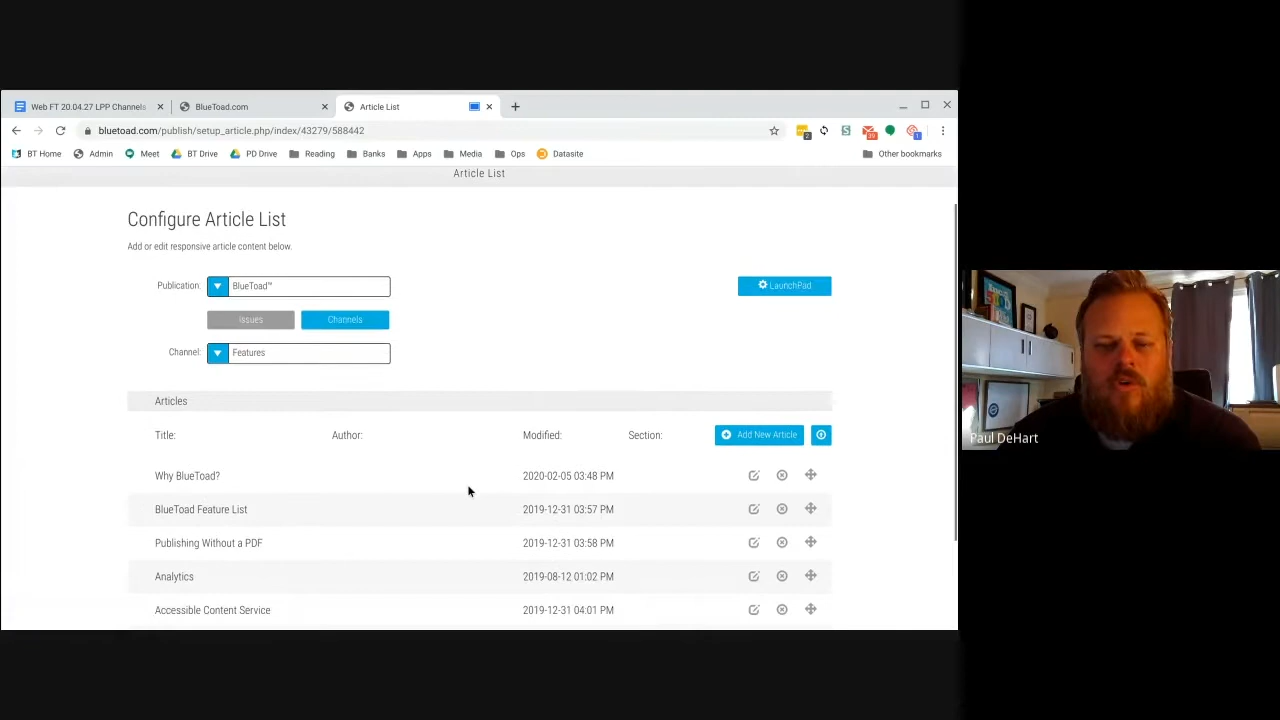 Web FT 20.04.27 LPP Channels
BlueToad.com
Article List
bluetoad.com/publish/setup_article.php/index/43279/588442
BT Home
Admin
Meet
BT Drive
PD Drive
Reading
Banks
Apps
Media
Ops
Datasite
Other bookmarks
Article List
Configure Article List
Add or edit responsive article content below.
Publication:
BlueToad™
LaunchPad
Issues
Channels
Channel:
Features
Articles
Title:
Author:
Modified:
Section:
Add New Article
Why BlueToad?
2020-02-05 03:48 PM
BlueToad Feature List
2019-12-31 03:57 PM
Publishing Without a PDF
2019-12-31 03:58 PM
Analytics
2019-08-12 01:02 PM
Accessible Content Service
2019-12-31 04:01 PM
Paul DeHart